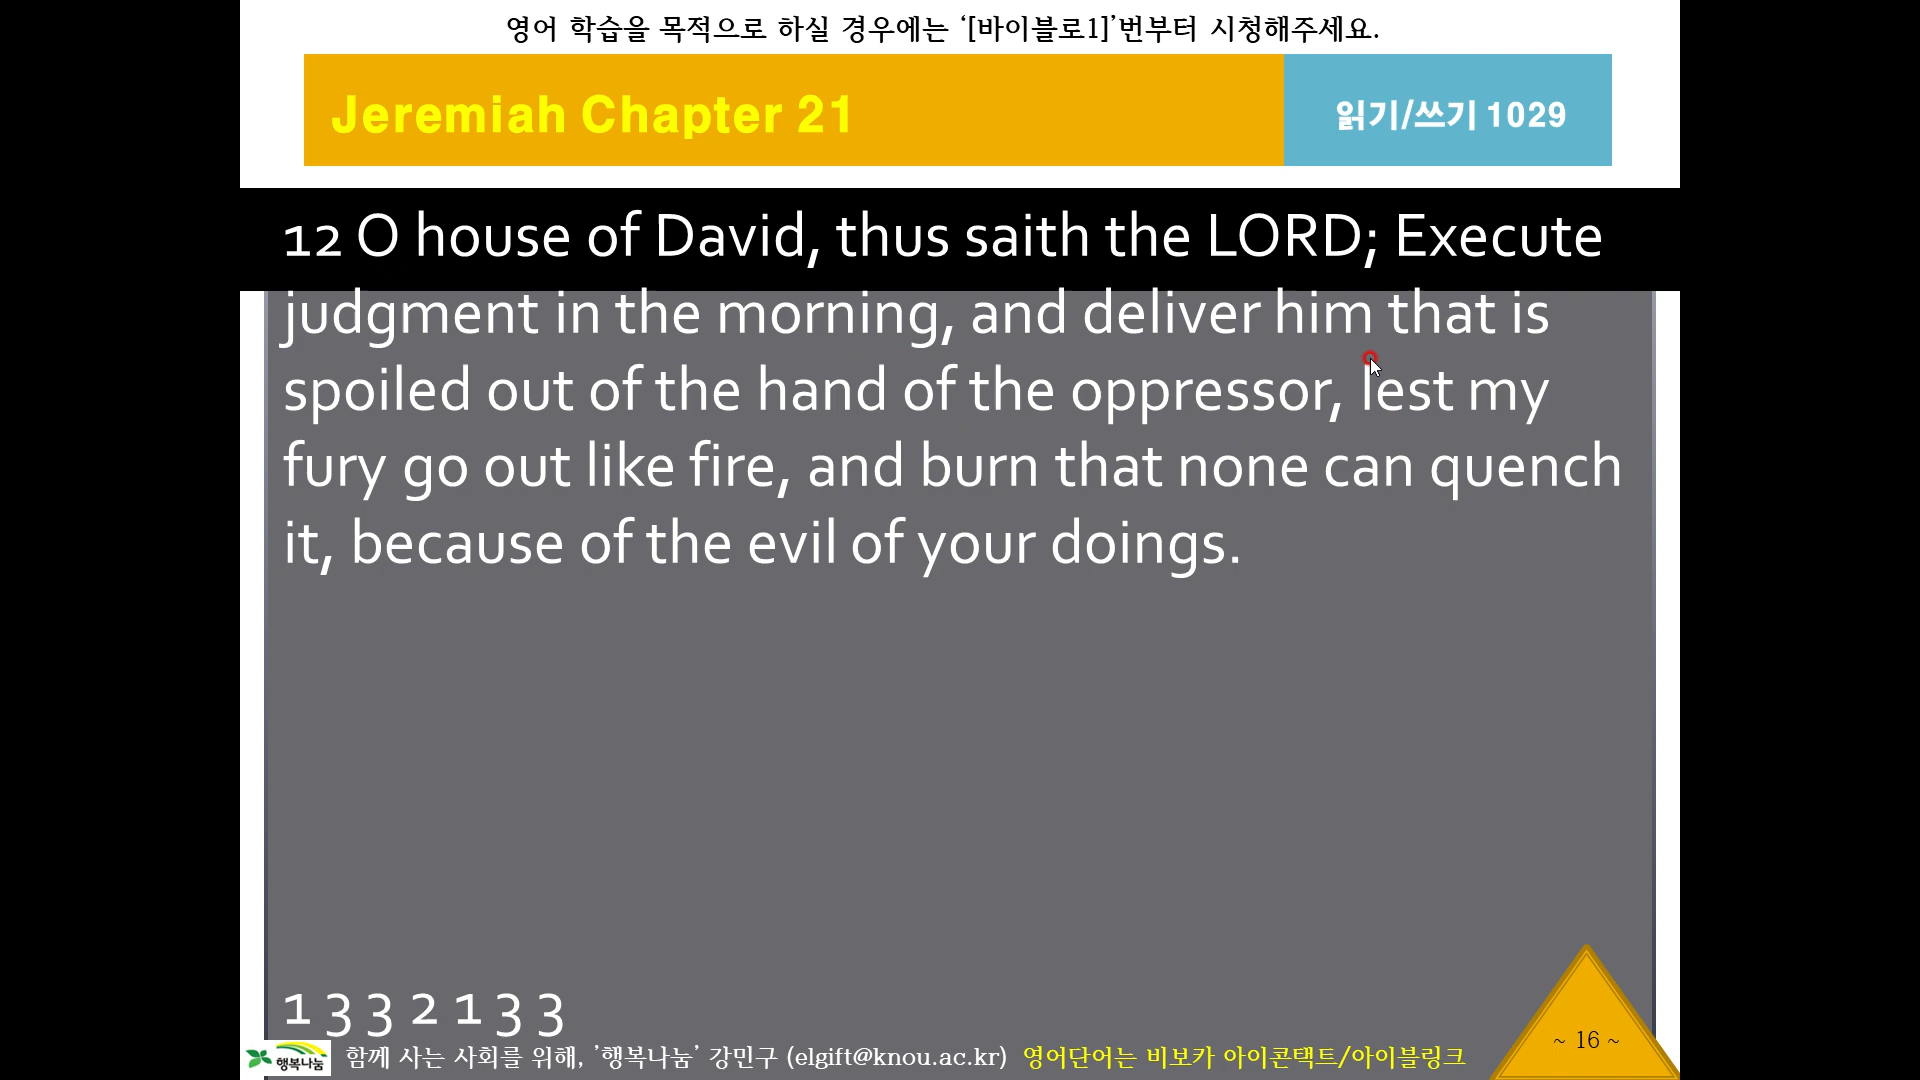 영어 학습을 목적으로 하실 경우에는 ‘[바이블로1]’번부터 시청해주세요.
Jeremiah Chapter 21
읽기/쓰기 1029
12 O house of David, thus saith the LORD; Execute
judgment in the morning, and deliver him that is
spoiled out of the hand of the oppressor, lest my
fury go out like fire, and burn that none can quench
it, because of the evil of your doings.
1 3 3 2 1 3 3
~ 16 ~
행복나눔
함께 사는 사회를 위해, ’행복나눔’ 강민구 (elgift@knou.ac.kr) 영어단어는 비보카 아이콘택트/아이블링크